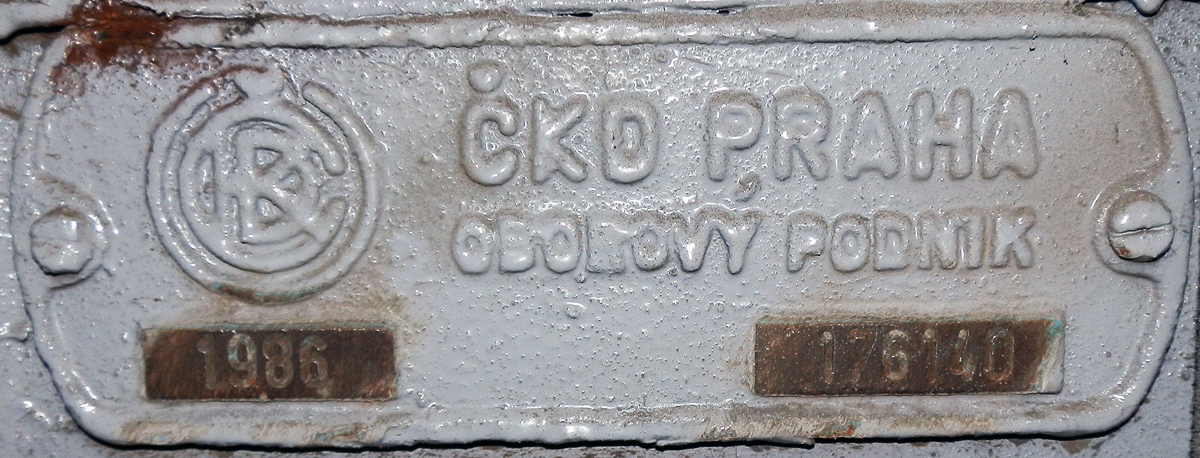 ČKD PRAHA
OBOROVÝ PODNIK
1986 176140